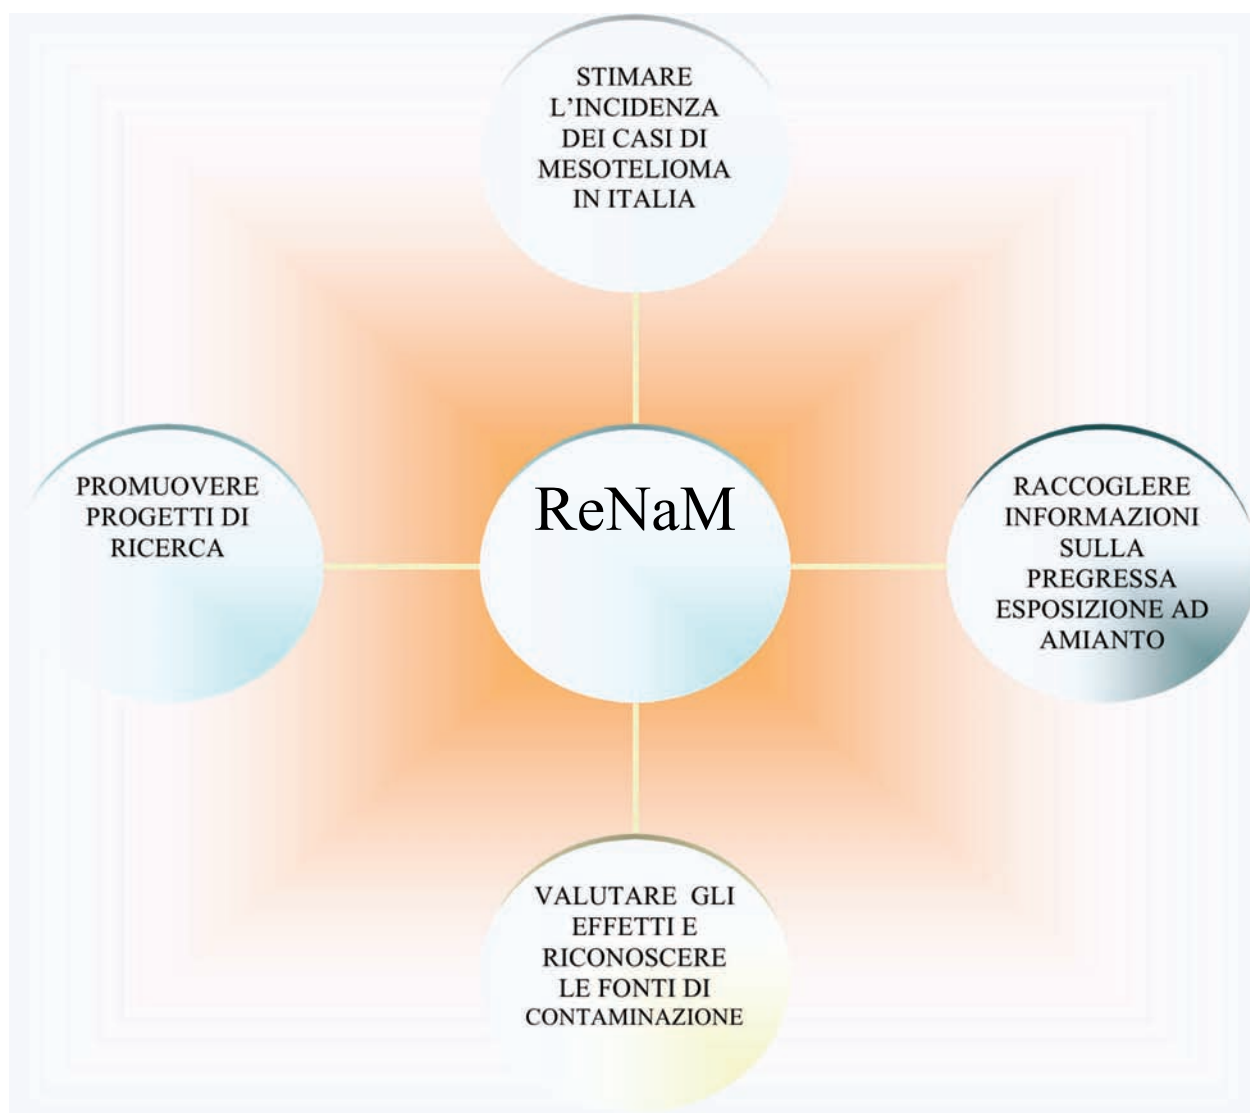 STIMARE
L'INCIDENZA
DEI CASI DI
MESOTELIOMA
IN ITALIA
PROMUOVERE
PROGETTI DI
RICERCA
ReNaM
RACCOGLERE
INFORMAZIONI
SULLA
PREGRESSA
ESPOSIZIONE AD
AMIANTO
VALUTARE GLI
EFFETTI E
RICONOSCERE
LE FONTI DI
CONTAMINAZIONE